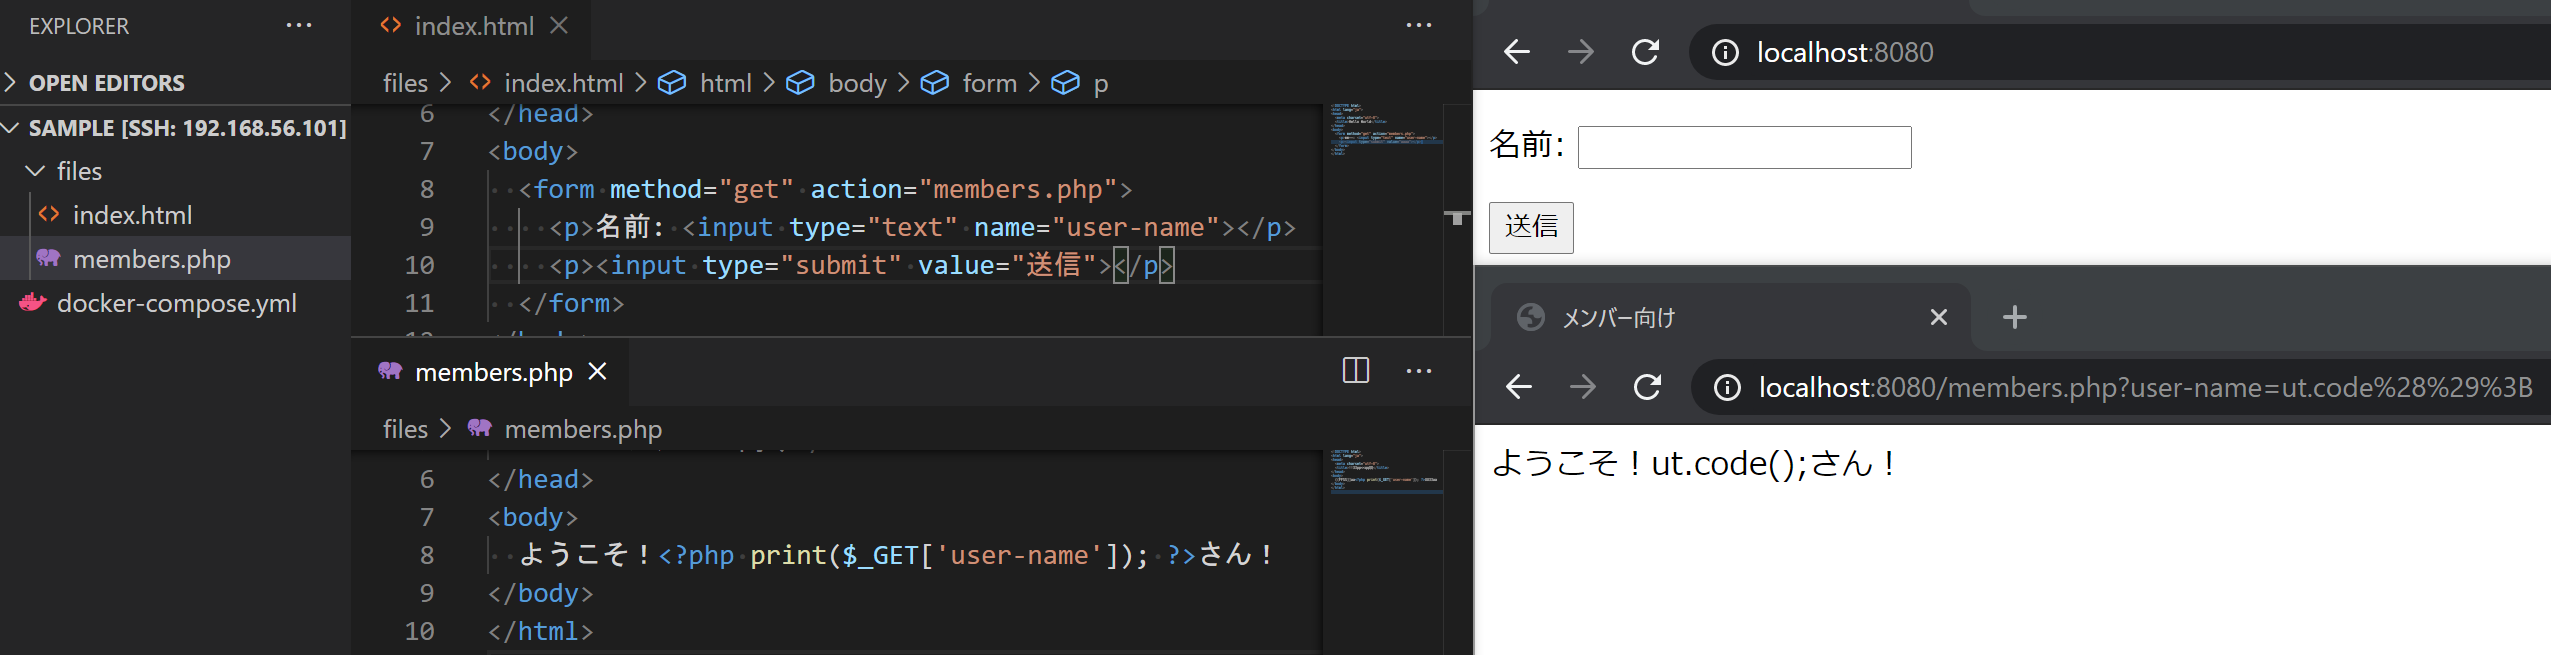 EXPLORER
OPEN EDITORS
SAMPLE [SSH: 192.168.56.101]
files
index.html
members.php
docker-compose.yml
index.html
files > index.html > html > body > form > p
6 </head>
7 <body>
8 <form method="get" action="members.php">
9 <p>名前: <input type="text" name="user-name"></p>
10 <p><input type="submit" value="送信"></p>
11 </form>
members.php
files > members.php
6 </head>
7 <body>
8 ようこそ！<?php print($_GET['user-name']); ?>さん！
9 </body>
10 </html>
localhost:8080
名前:
送信
メンバー向け
localhost:8080/members.php?user-name=ut.code%28%29%3B
ようこそ！ut.code();さん！